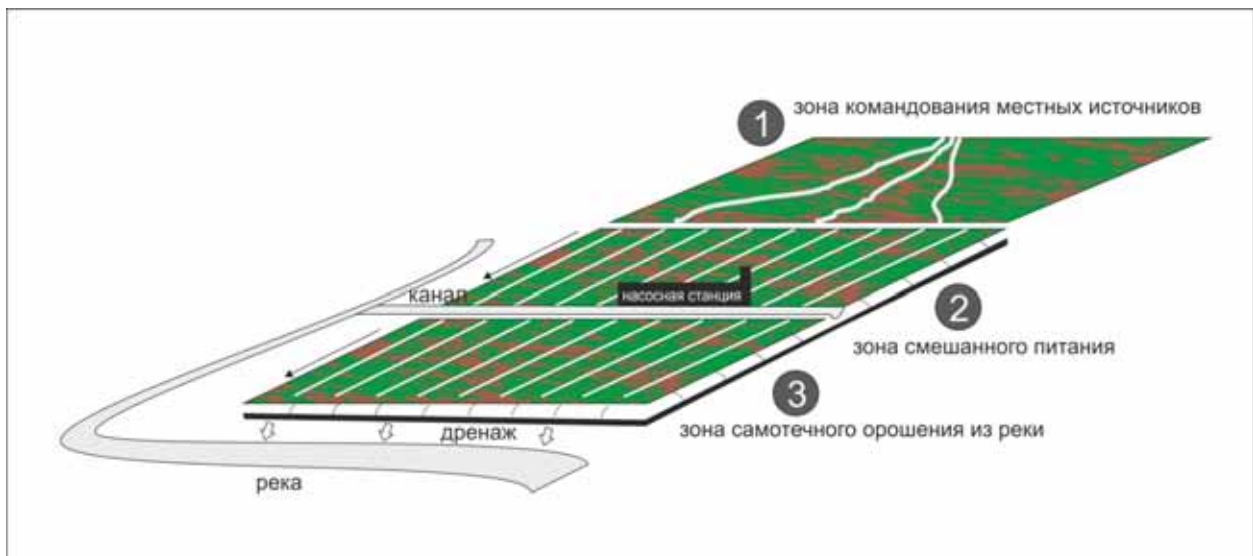 1
зона командования местных источников
канал
насосная станция
2
зона смешанного питания
3
зона самотечного орошения из реки
дренаж
река